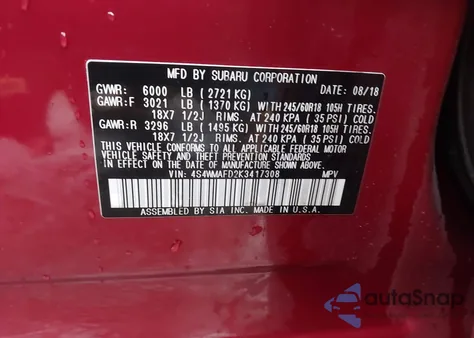 MFD BY SUBARU CORPORATION
GVWR: 6000 LB ( 2721 KG) DATE: 08/18
GAWR:F 3021 LB ( 1370 KG) WITH 245/60R18 105H TIRES.
18X7 1/2J RIMS. AT 240 KPA ( 35 PSI) COLD
GAWR:R 3296 LB ( 1495 KG) WITH 245/60R18 105H TIRES.
18X7 1/2J RIMS. AT 240 KPA ( 35 PSI) COLD
THIS VEHICLE CONFORMS TO ALL APPLICABLE FEDERAL MOTOR
VEHICLE SAFETY AND THEFT PREVENTION STANDARDS
IN EFFECT ON THE DATE OF MANUFACTURE SHOWN ABOVE.
VIN: 4S4WMAFD2K3417308 MPV
ASSEMBLED BY SIA INC. MADE IN U.S.A.
autoSnap